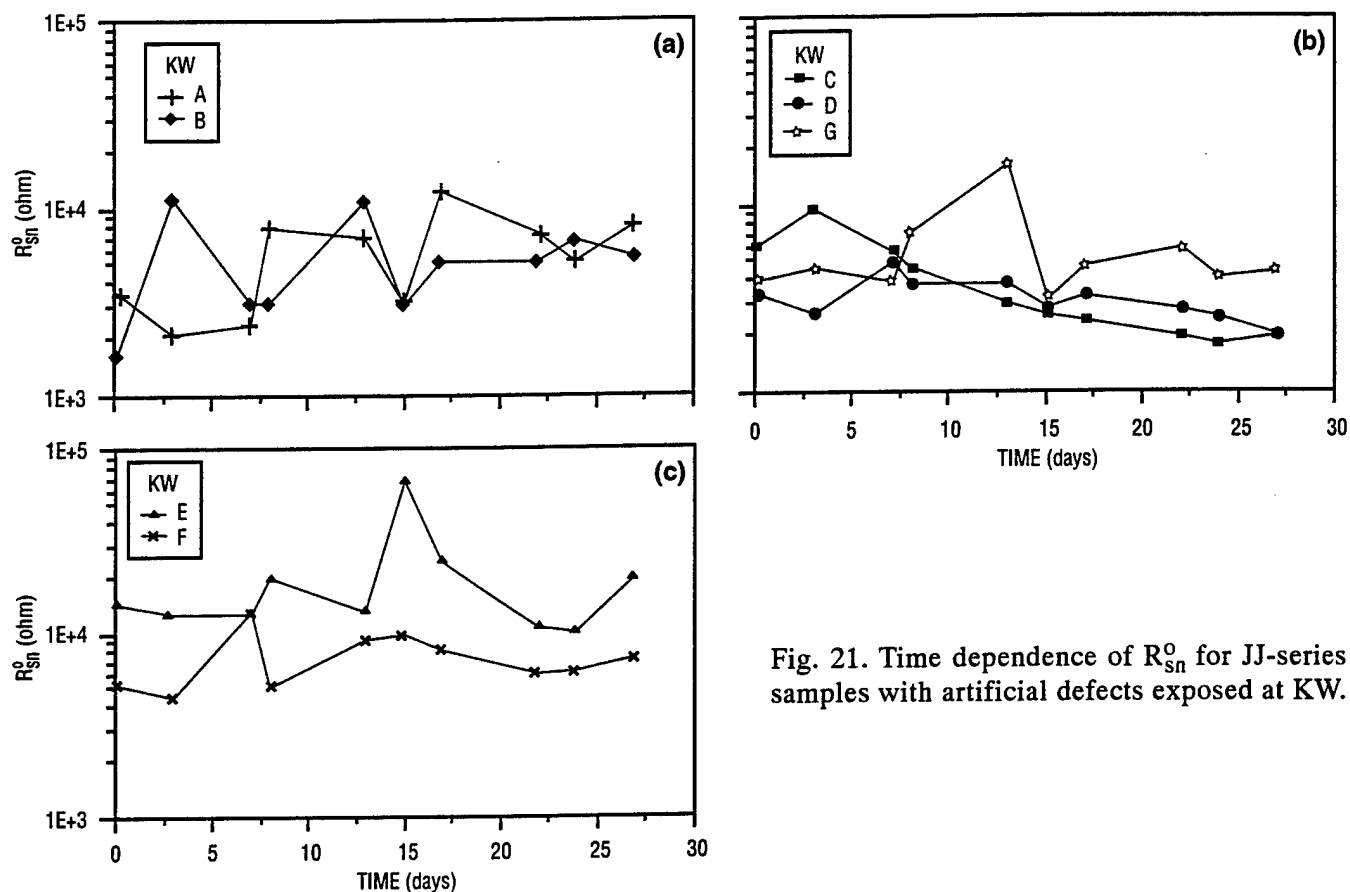 1E+5
(a)
KW
A
B
1E+4
R°sn (ohm)
1E+3
(b)
KW
C
D
G
0 5 10 15 20 25 30
TIME (days)
1E+5
(c)
KW
E
F
1E+4
R°sn (ohm)
1E+3
0 5 10 15 20 25 30
TIME (days)
Fig. 21. Time dependence of R°sn for JJ-series
samples with artificial defects exposed at KW.